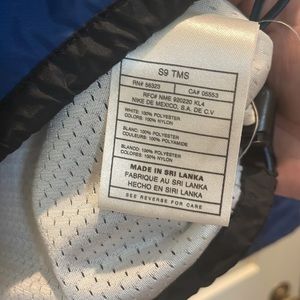 S9 TMS
RN# 56323 CA# 05553
RFC# NME 920220 KL4
NIKE DE MEXICO, S.A. DE C.V
WHITE: 100% POLYESTER
COLORS: 100% NYLON
BLANC: 100% POLYESTER
COULEURS: 100% POLYAMIDE
BLANCO: 100% POLYESTER
COLORES: 100% NYLON
MADE IN SRI LANKA
FABRIQUE AU SRI LANKA
HECHO EN SRI LANKA
SEE REVERSE FOR CARE